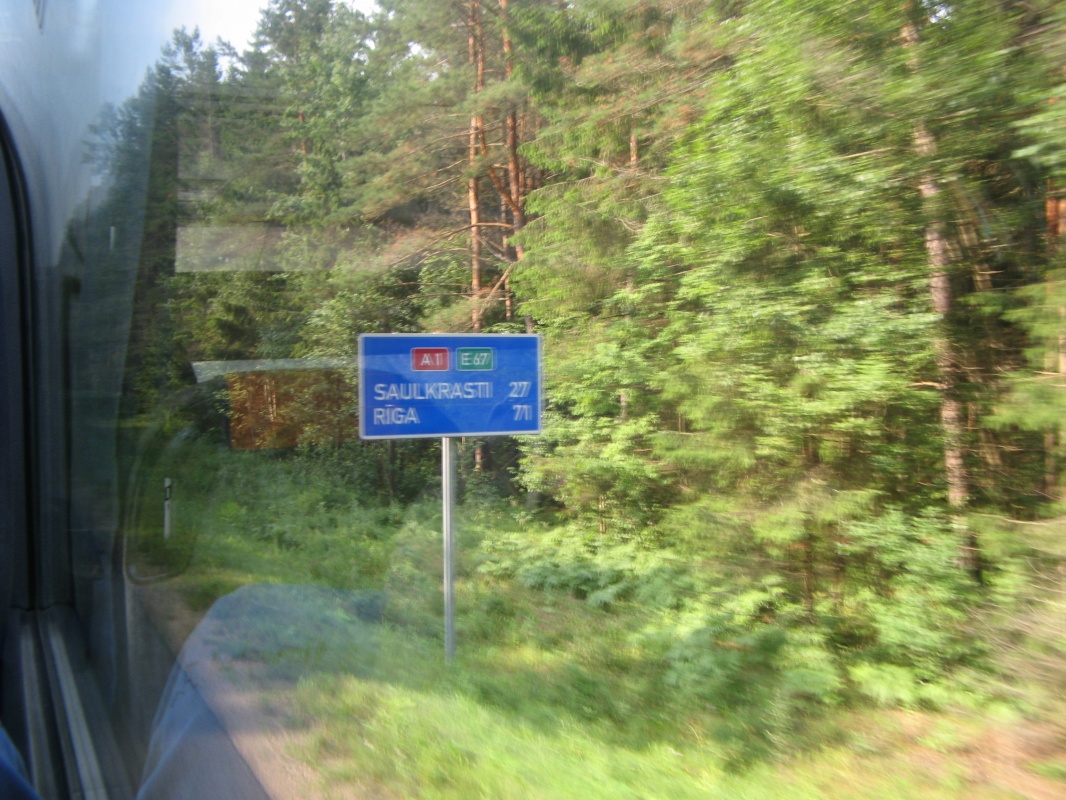 A1 E67
SAULKRASTI 27
RĪGA 71